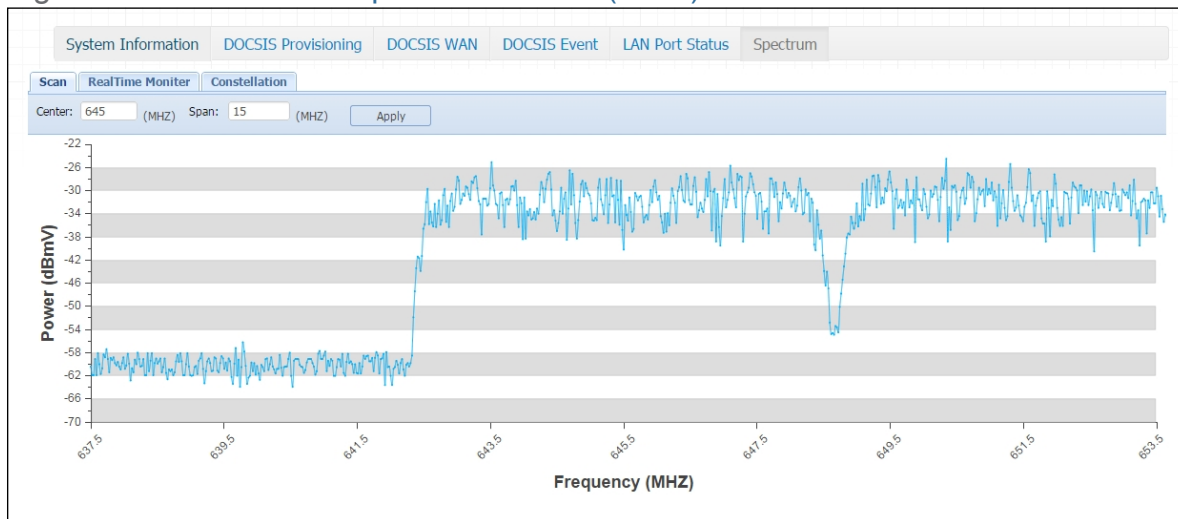 System Information DOCSIS Provisioning DOCSIS WAN DOCSIS Event LAN Port Status Spectrum
Scan RealTime Moniter Constellation
Center: 645 (MHZ) Span: 15 (MHZ) Apply
-22
-26
-30
-34
-38
-42
-46
-50
-54
-58
-62
-66
-70
Power (dBmV)
637.5 639.5 641.5 643.5 645.5 647.5 649.5 651.5 653.5
Frequency (MHZ)